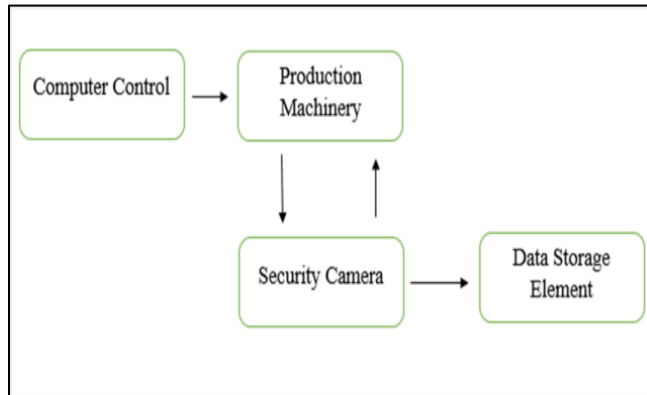 Computer Control
Production
Machinery
Security Camera
Data Storage
Element